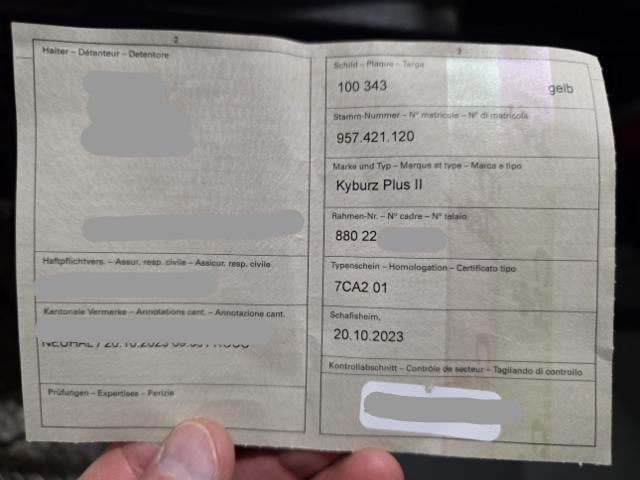 2
Halter – Détenteur – Detentore
Haftpflichtvers. – Assur. resp. civile – Assicur. resp. civile
Kantonale Vermerke – Annotations cant. – Annotazione cant.
Prüfungen – Expertises – Perizie
3
Schild – Plaque – Targa
100 343 gelb
Stamm-Nummer – N° matricule – N° di matricola
957.421.120
Marke und Typ – Marque et type – Marca e tipo
Kyburz Plus II
Rahmen-Nr. – N° cadre – N° telaio
880 22
Typenschein – Homologation – Certificato tipo
7CA2 01
Schafisheim,
20.10.2023
Kontrollabschnitt – Contrôle de secteur – Tagliando di controllo